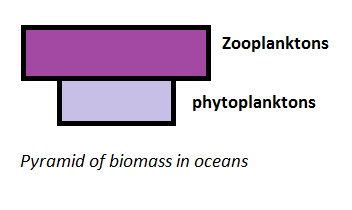 Zooplanktons
phytoplanktons
Pyramid of biomass in oceans